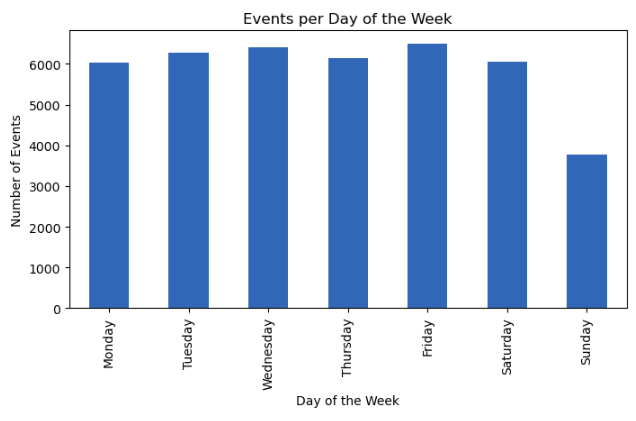 Events per Day of the Week
Number of Events
6000
5000
4000
3000
2000
1000
0
Monday
Tuesday
Wednesday
Thursday
Friday
Saturday
Sunday
Day of the Week